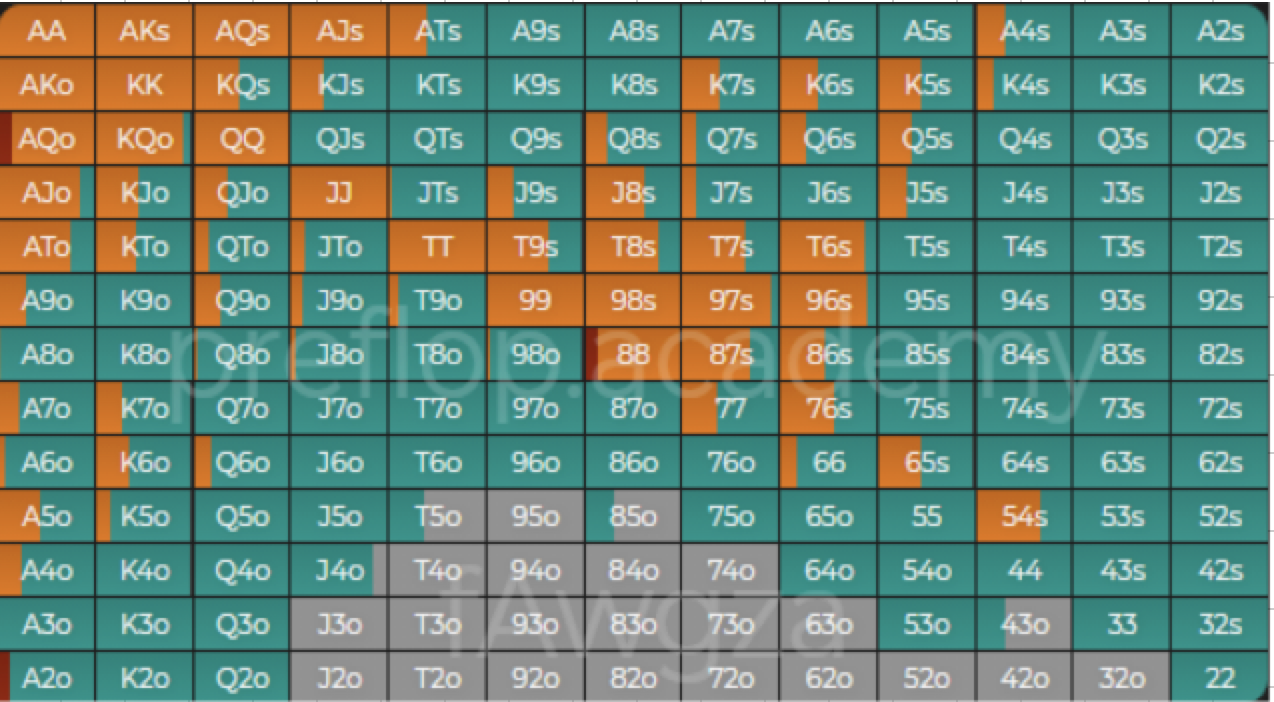 AA AKs AQs AJs ATs A9s A8s A7s A6s A5s A4s A3s A2s
AKo KK KQs KJs KTs K9s K8s K7s K6s K5s K4s K3s K2s
AQo KQo QQ QJs QTs Q9s Q8s Q7s Q6s Q5s Q4s Q3s Q2s
AJo KJo QJo JJ JTs J9s J8s J7s J6s J5s J4s J3s J2s
ATo KTo QTo JTo TT T9s T8s T7s T6s T5s T4s T3s T2s
A9o K9o Q9o J9o T9o 99 98s 97s 96s 95s 94s 93s 92s
preflop.academy
A8o K8o Q8o J8o T8o 98o 88 87s 86s 85s 84s 83s 82s
A7o K7o Q7o J7o T7o 97o 87o 77 76s 75s 74s 73s 72s
A6o K6o Q6o J6o T6o 96o 86o 76o 66 65s 64s 63s 62s
A5o K5o Q5o J5o T5o 95o 85o 75o 65o 55 54s 53s 52s
A4o K4o Q4o J4o T4o 94o 84o 74o 64o 54o 44 43s 42s
fAwgza
A3o K3o Q3o J3o T3o 93o 83o 73o 63o 53o 43o 33 32s
A2o K2o Q2o J2o T2o 92o 82o 72o 62o 52o 42o 32o 22